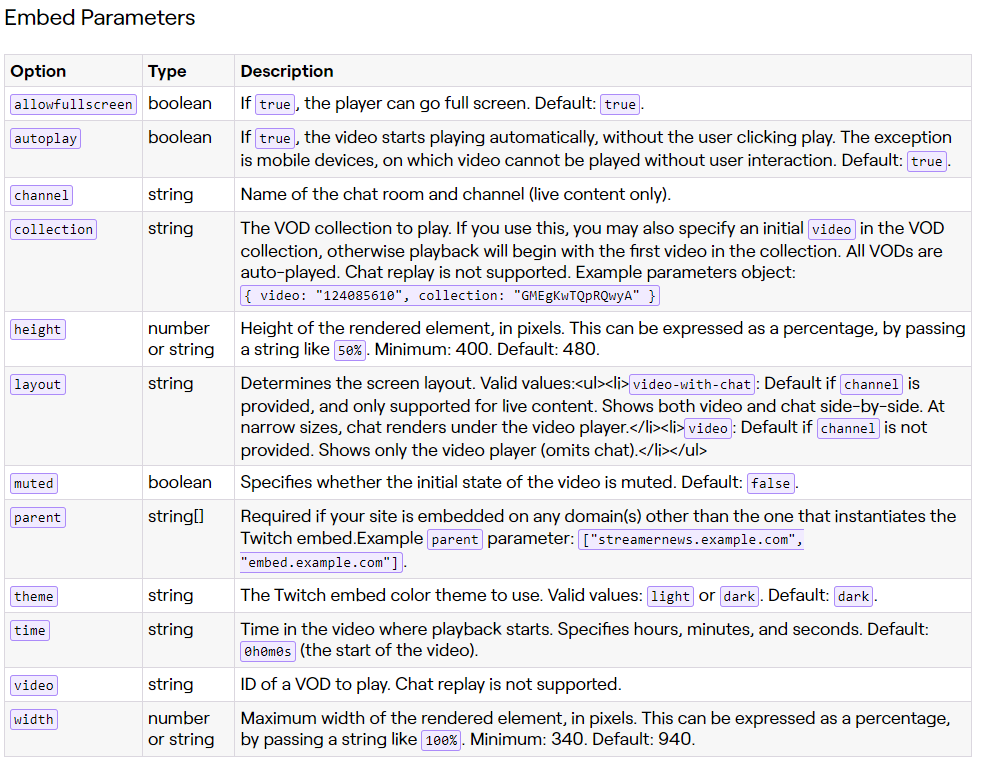 Embed Parameters
Option Type Description
allowfullscreen boolean If true, the player can go full screen. Default: true.
autoplay boolean If true, the video starts playing automatically, without the user clicking play. The exception
is mobile devices, on which video cannot be played without user interaction. Default: true.
channel string Name of the chat room and channel (live content only).
collection string The VOD collection to play. If you use this, you may also specify an initial video in the VOD
collection, otherwise playback will begin with the first video in the collection. All VODs are
auto-played. Chat replay is not supported. Example parameters object:
{ video: "124085610", collection: "GMEgKwTQpRQwyA" }
height number or string Height of the rendered element, in pixels. This can be expressed as a percentage, by passing
a string like 50%. Minimum: 400. Default: 480.
layout string Determines the screen layout. Valid values:<ul><li>video-with-chat: Default if channel is
provided, and only supported for live content. Shows both video and chat side-by-side. At
narrow sizes, chat renders under the video player.</li><li>video: Default if channel is not
provided. Shows only the video player (omits chat).</li></ul>
muted boolean Specifies whether the initial state of the video is muted. Default: false.
parent string[] Required if your site is embedded on any domain(s) other than the one that instantiates the
Twitch embed.Example parent parameter: ["streamernews.example.com",
"embed.example.com"].
theme string The Twitch embed color theme to use. Valid values: light or dark. Default: dark.
time string Time in the video where playback starts. Specifies hours, minutes, and seconds. Default:
0h0m0s (the start of the video).
video string ID of a VOD to play. Chat replay is not supported.
width number or string Maximum width of the rendered element, in pixels. This can be expressed as a percentage,
by passing a string like 100%. Minimum: 340. Default: 940.